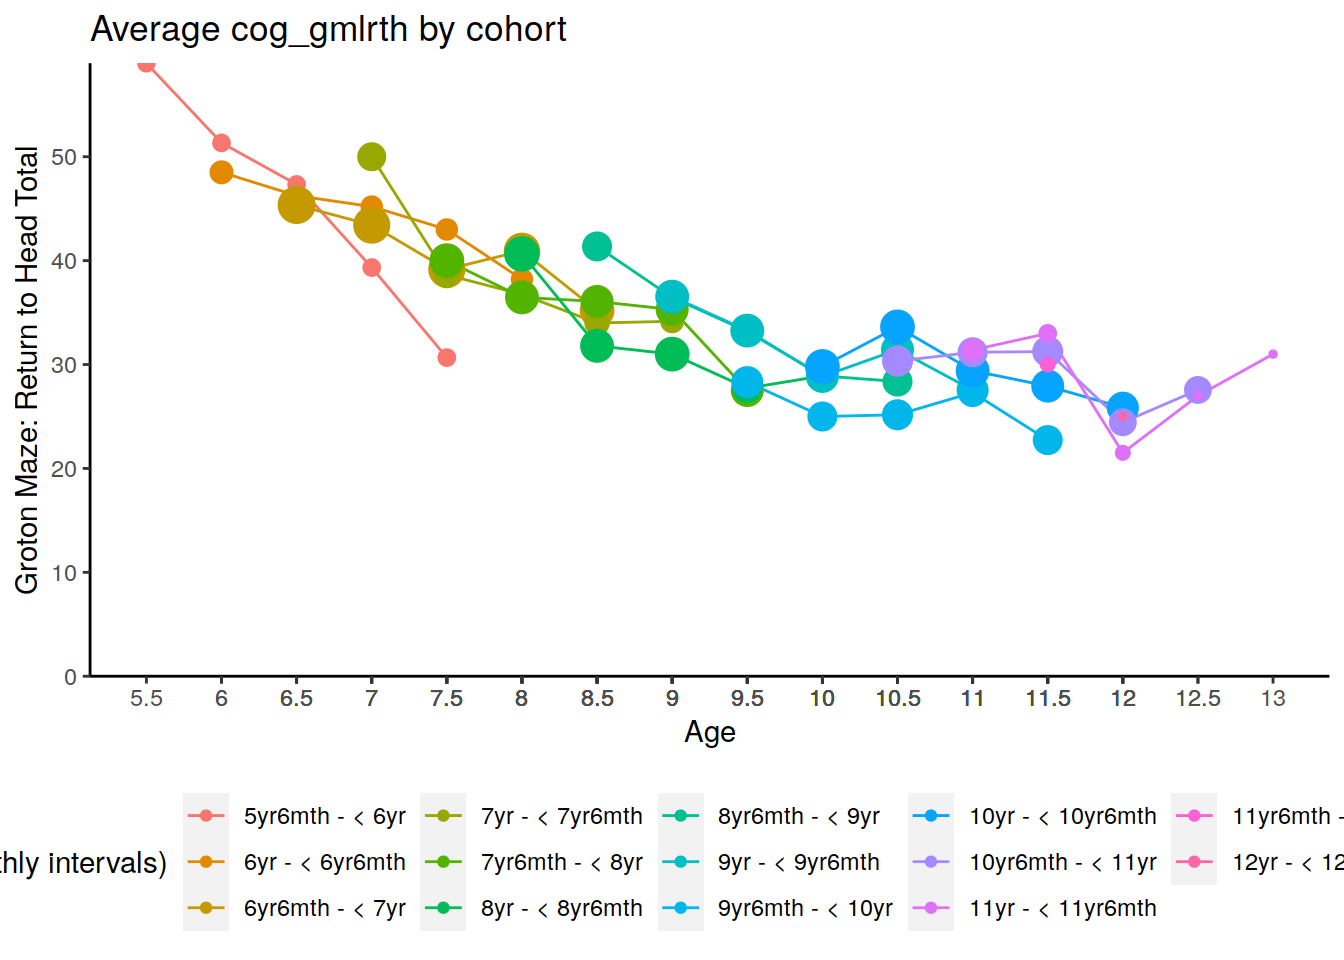 Average cog_gmlrth by cohort
Groton Maze: Return to Head Total
50
40
30
20
10
0
5.5 6 6.5 7 7.5 8 8.5 9 9.5 10 10.5 11 11.5 12 12.5 13
Age
thly intervals)
5yr6mth - < 6yr 7yr - < 7yr6mth 8yr6mth - < 9yr 10yr - < 10yr6mth 11yr6mth -
6yr - < 6yr6mth 7yr6mth - < 8yr 9yr - < 9yr6mth 10yr6mth - < 11yr 12yr - < 12
6yr6mth - < 7yr 8yr - < 8yr6mth 9yr6mth - < 10yr 11yr - < 11yr6mth